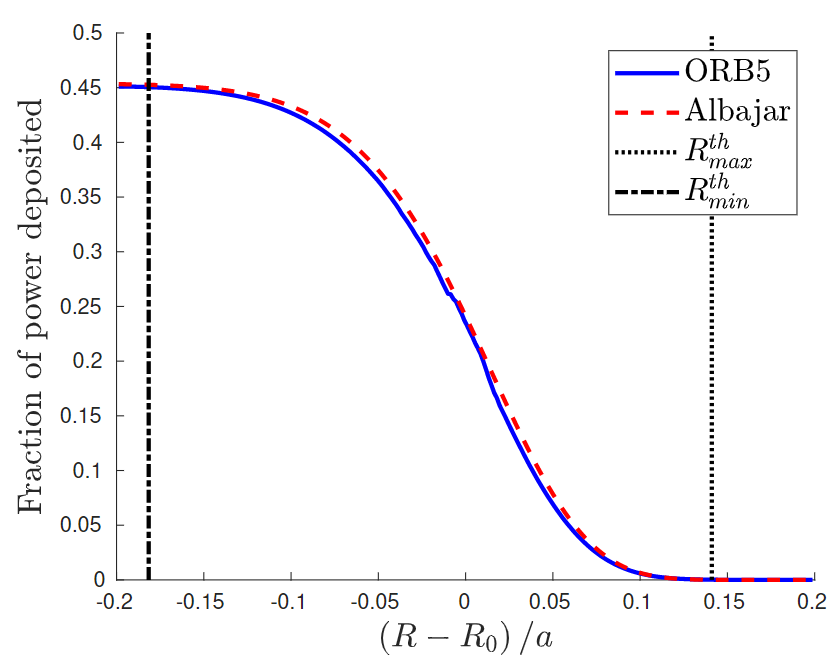 0.5
0.45
0.4
0.35
0.3
0.25
0.2
0.15
0.1
0.05
0
Fraction of power deposited
ORB5
Albajar
R_{max}^{th}
R_{min}^{th}
-0.2 -0.15 -0.1 -0.05 0 0.05 0.1 0.15 0.2
(R − R_0) /a